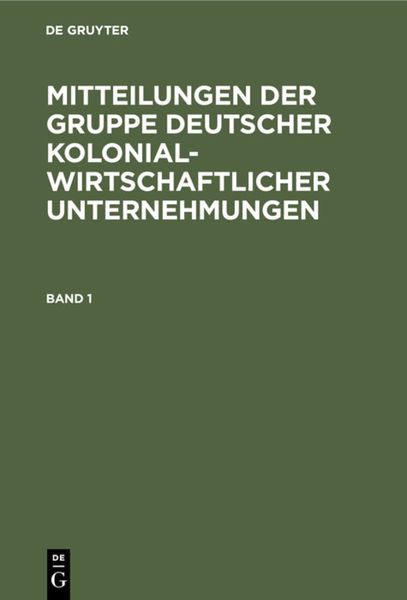 DE GRUYTER
MITTEILUNGEN DER
GRUPPE DEUTSCHER
KOLONIAL-
WIRTSCHAFTLICHER
UNTERNEHMUNGEN
BAND 1
DE
G